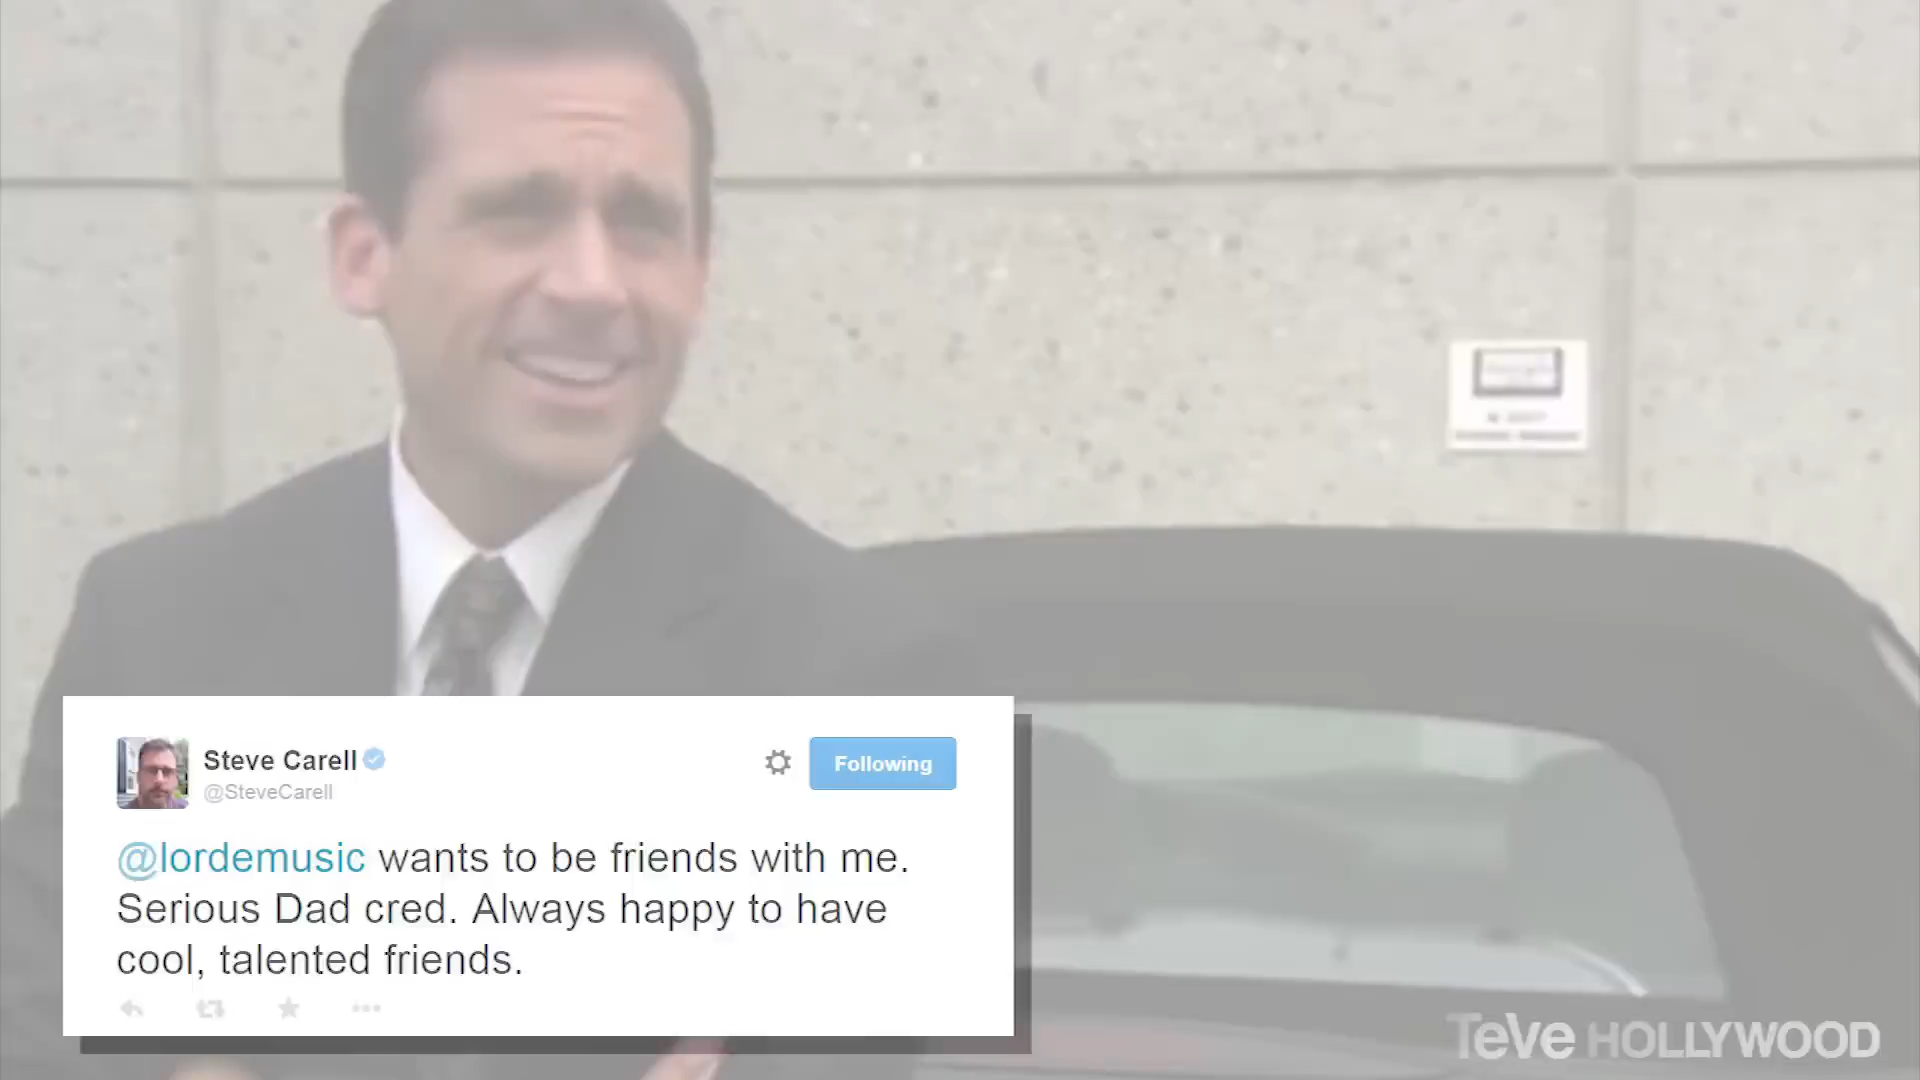 Steve Carell
@SteveCarell
Following
@lordemusic wants to be friends with me.
Serious Dad cred. Always happy to have
cool, talented friends.
TeVe HOLLYWOOD